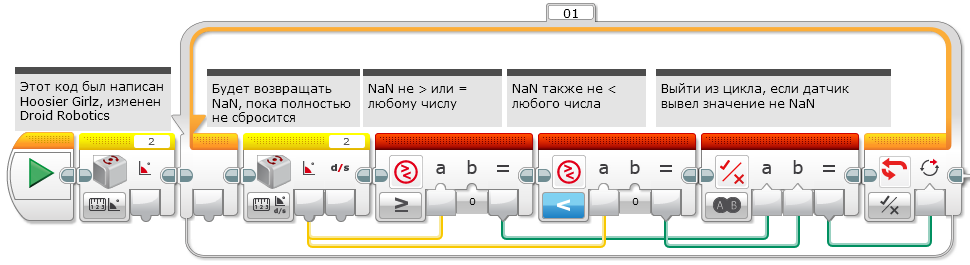 01
Этот код был написан
Hoosier Girlz, изменен
Droid Robotics
Будет возвращать
NaN, пока полностью
не сбросится
NaN не > или =
любому числу
NaN также не <
любого числа
Выйти из цикла, если датчик
вывел значение не NaN
2
2
d/s
a b =
a b =
a b =
123
123 d/s
≥
0
<
0
A B